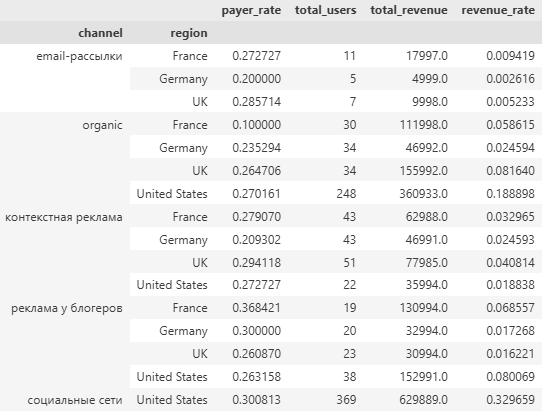 payer_rate total_users total_revenue revenue_rate
channel region
email-рассылки France 0.272727 11 17997.0 0.009419
Germany 0.200000 5 4999.0 0.002616
UK 0.285714 7 9998.0 0.005233
organic France 0.100000 30 111998.0 0.058615
Germany 0.235294 34 46992.0 0.024594
UK 0.264706 34 155992.0 0.081640
United States 0.270161 248 360933.0 0.188898
контекстная реклама France 0.279070 43 62988.0 0.032965
Germany 0.209302 43 46991.0 0.024593
UK 0.294118 51 77985.0 0.040814
United States 0.272727 22 35994.0 0.018838
реклама у блогеров France 0.368421 19 130994.0 0.068557
Germany 0.300000 20 32994.0 0.017268
UK 0.260870 23 30994.0 0.016221
United States 0.263158 38 152991.0 0.080069
социальные сети United States 0.300813 369 629889.0 0.329659